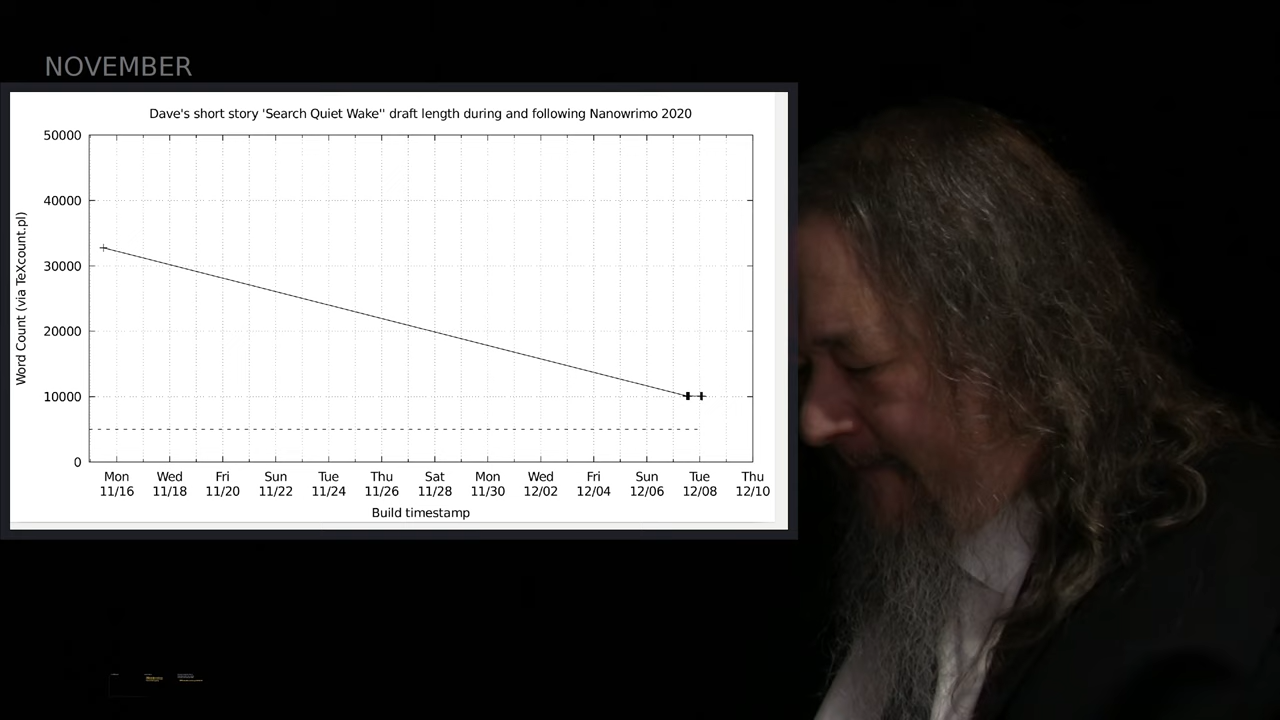 NOVEMBER
Dave's short story 'Search Quiet Wake'' draft length during and following Nanowrimo 2020
50000
40000
30000
20000
10000
0
Word Count (via TeXcount.pl)
Mon Wed Fri Sun Tue Thu Sat Mon Wed Fri Sun Tue Thu
11/16 11/18 11/20 11/22 11/24 11/26 11/28 11/30 12/02 12/04 12/06 12/08 12/10
Build timestamp